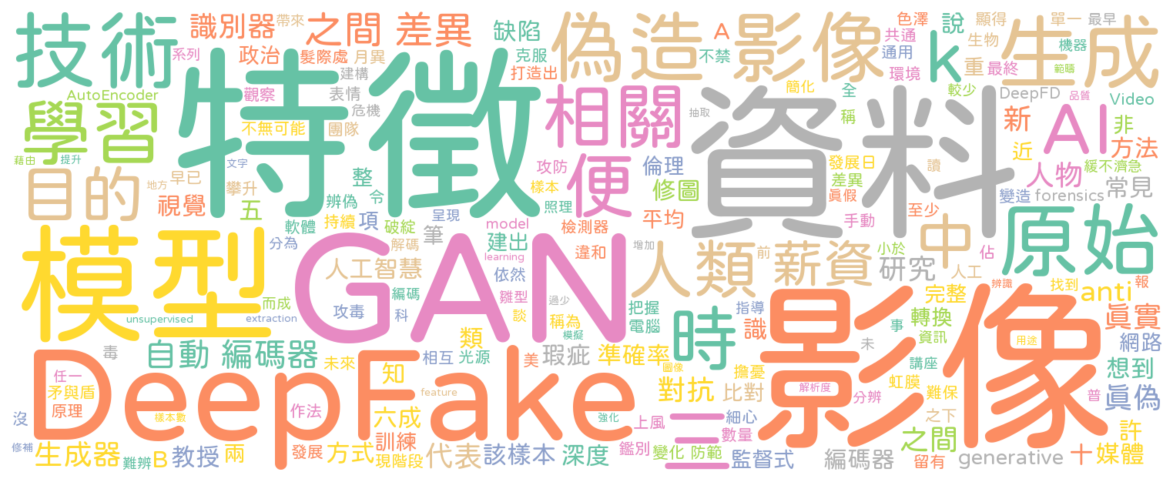 技術
識別器
帶來
之間
差異
缺陷
偽造
影像
色澤
A
說
顯得
單一
最早
生成
系列
政治
髮際處
月異
克服
不禁
共通
通用
k
生物
機器
打造出
重
最終
範疇
AutoEncoder
觀察
表情
建構
危機
特徵
相關
抽取
簡化
全
環境
較少
DeepFD
品質
Video
學習
不無可能
團隊
資料
稱
新
AI
非
藉由
提升
文字
攻防
倫理
發展日
讀
近
方法
目的
地方
早已
攀升
整
樣本
便
修圖
差異
眞假
人物
緩不濟急
視覺
五
辨偽
令
照理
手動
至少
變造
forensics
常見
軟體
持續
項
破綻
呈現
檢測器
平均
中
原始
模型
分為
解碼
筆
model
建出
learning
違和
增加
人類
前
薪資
小於
研究
佔
GAN
人工智慧
依然
人工
辨識
找到
報
編碼
攻毒
科
雛型
談
過少
稱為
模擬
把握
電腦
指導
識
完整
anti
眞實
unsupervised
而成
extraction
類
時
事
轉換
資訊
網路
毒
自動
編碼器
未來
相互
光源
美
瑕疵
圖像
準確率
擔憂
影像
未
講座
用途
想到
任一
矛與盾
原理
DeepFake
知
feature
對抗
比對
解析度
分辨
虹膜
難保
普
眞偽
沒
樣本數
作法
六成
強化
三
上風
細心
數量
之下
之間
許
修補
生成器
難辨
B
教授
兩
發展
方式
訓練
現階段
代表
該樣本
深度
鑑別
變化
防範
監督式
編碼器
留有
generative
十
媒體